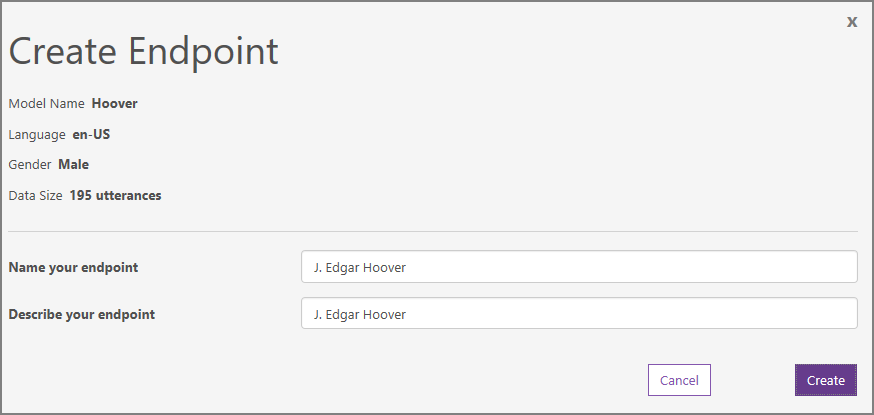 x
Create Endpoint
Model Name Hoover
Language en-US
Gender Male
Data Size 195 utterances
Name your endpoint J. Edgar Hoover
Describe your endpoint J. Edgar Hoover
Cancel Create